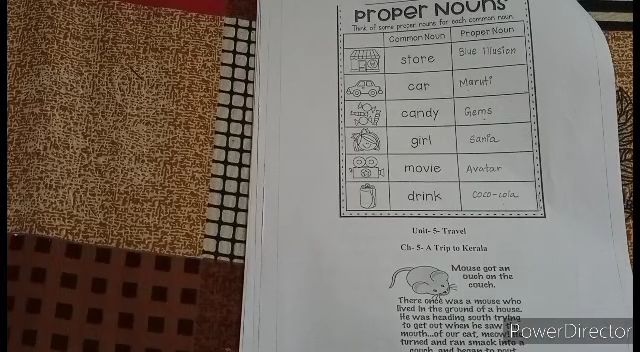 Proper Nouns
Think of some proper nouns for each common noun.
Common Noun Proper Noun
store Blue Illusion
car Maruti
candy Gems
girl Sania
movie Avatar
drink Coco-cola
Unit- 5- Travel
Ch- 5- A Trip to Kerala
Mouse got an
ouch on the
couch.
There once was a mouse who
lived in the ground of a house.
He was heading south trying
to get out when he saw
mouth...of our cat, meow!
turned and ran smack into a
couch, and began to pout
PowerDirector